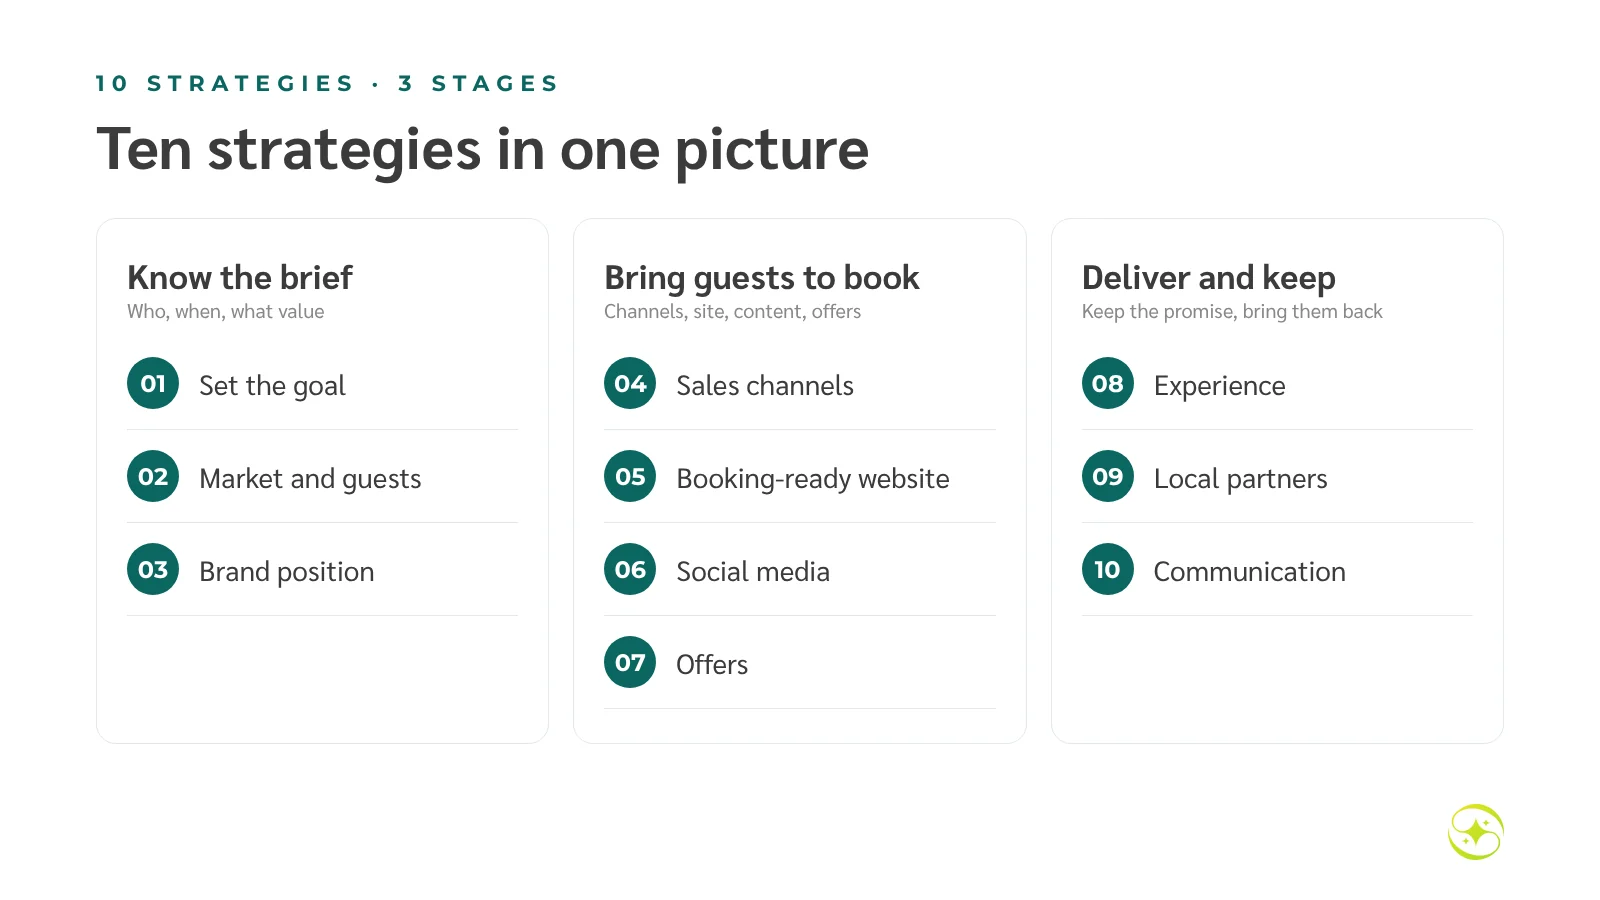 10 STRATEGIES · 3 STAGES
Ten strategies in one picture
Know the brief
Who, when, what value
01 Set the goal
02 Market and guests
03 Brand position
Bring guests to book
Channels, site, content, offers
04 Sales channels
05 Booking-ready website
06 Social media
07 Offers
Deliver and keep
Keep the promise, bring them back
08 Experience
09 Local partners
10 Communication